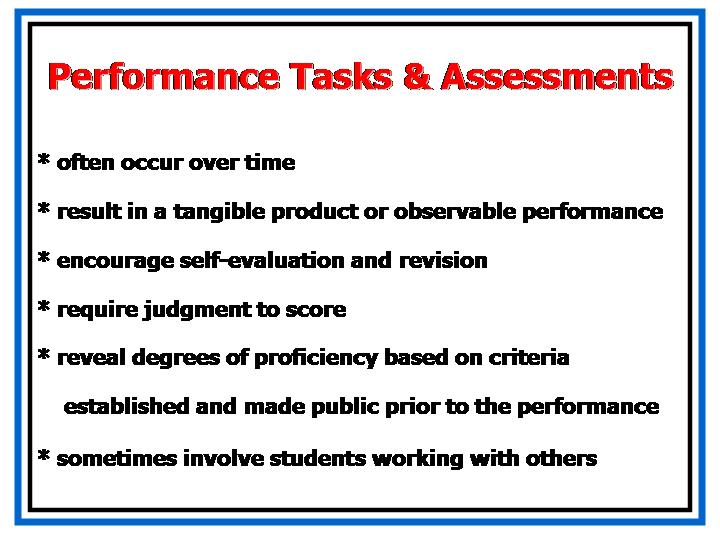 Performance Tasks & Assessments
* often occur over time
* result in a tangible product or observable performance
* encourage self-evaluation and revision
* require judgment to score
* reveal degrees of proficiency based on criteria
established and made public prior to the performance
* sometimes involve students working with others